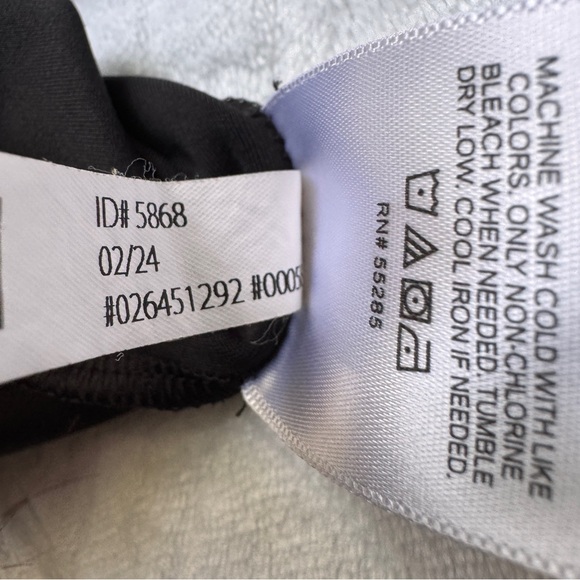 ID# 5868
02/24
#026451292 #0005
MACHINE WASH COLD WITH LIKE
COLORS. ONLY NON-CHLORINE
BLEACH WHEN NEEDED. TUMBLE
DRY LOW. COOL IRON IF NEEDED.
RN# 55285